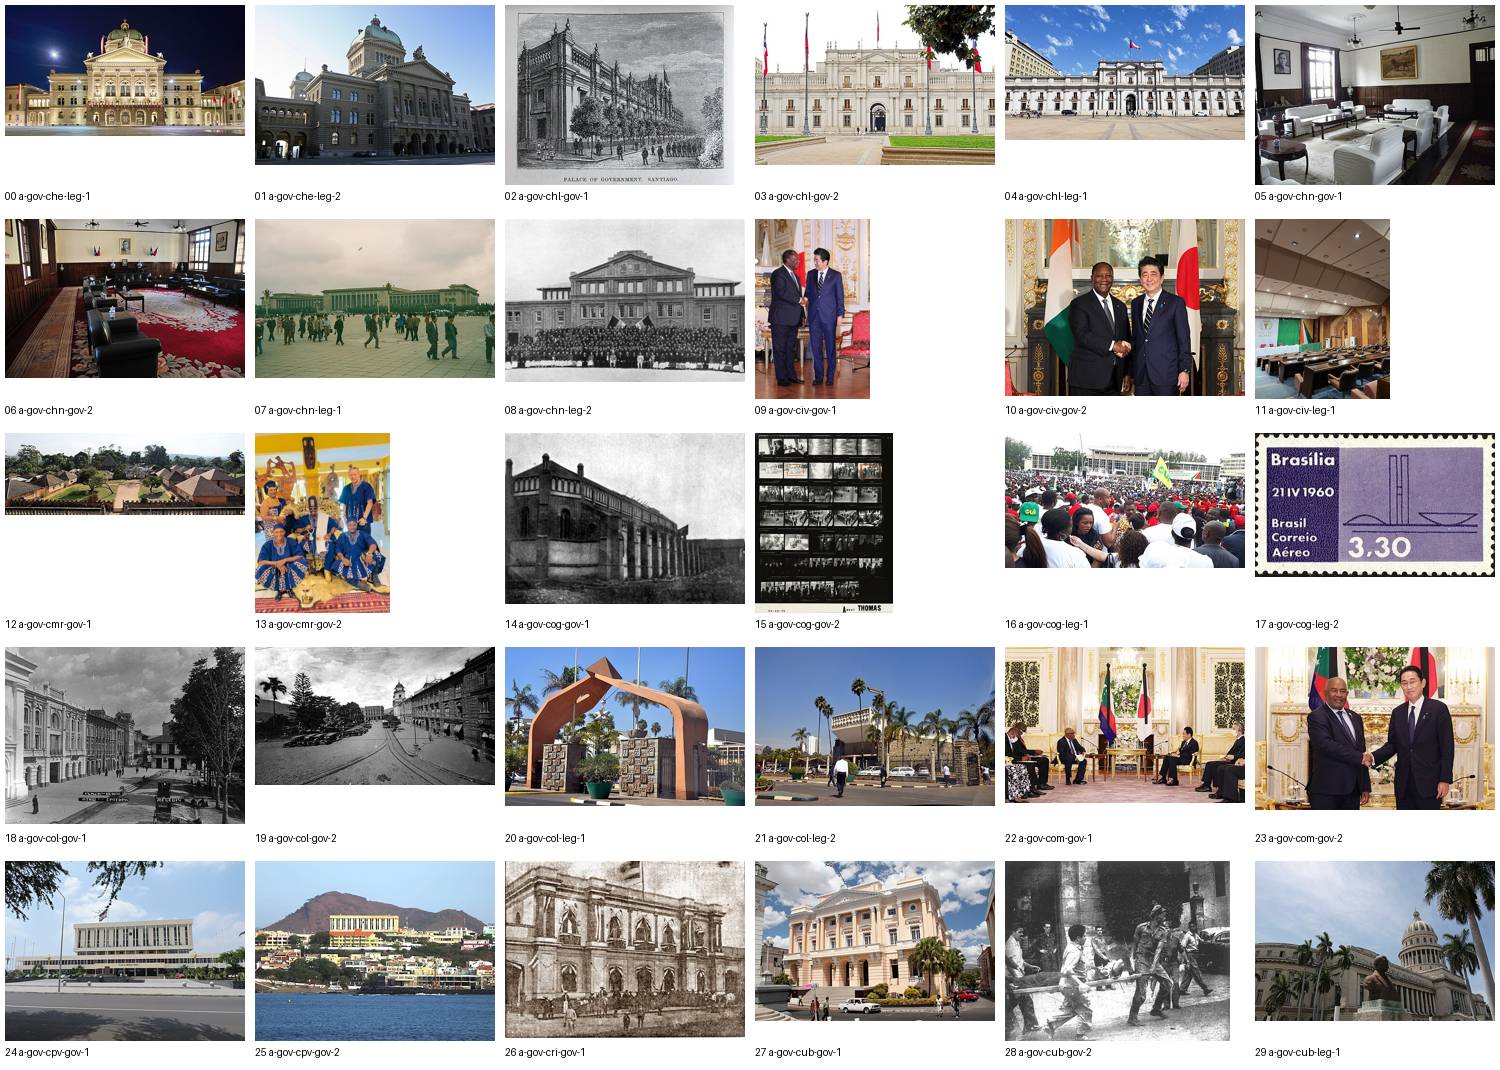 PALACE OF GOVERNMENT, SANTIAGO.
00 a-gov-che-leg-1
01 a-gov-che-leg-2
02 a-gov-chl-gov-1
03 a-gov-chl-gov-2
04 a-gov-chl-leg-1
05 a-gov-chn-gov-1
06 a-gov-chn-gov-2
07 a-gov-chn-leg-1
08 a-gov-chn-leg-2
09 a-gov-civ-gov-1
10 a-gov-civ-gov-2
11 a-gov-civ-leg-1
Brasília
21 IV 1960
Brasil
Correio
Aéreo
3,30
THOMAS
12 a-gov-cmr-gov-1
13 a-gov-cmr-gov-2
14 a-gov-cog-gov-1
15 a-gov-cog-gov-2
16 a-gov-cog-leg-1
17 a-gov-cog-leg-2
18 a-gov-col-gov-1
19 a-gov-col-gov-2
20 a-gov-col-leg-1
21 a-gov-col-leg-2
22 a-gov-com-gov-1
23 a-gov-com-gov-2
24 a-gov-cpv-gov-1
25 a-gov-cpv-gov-2
26 a-gov-cri-gov-1
27 a-gov-cub-gov-1
28 a-gov-cub-gov-2
29 a-gov-cub-leg-1